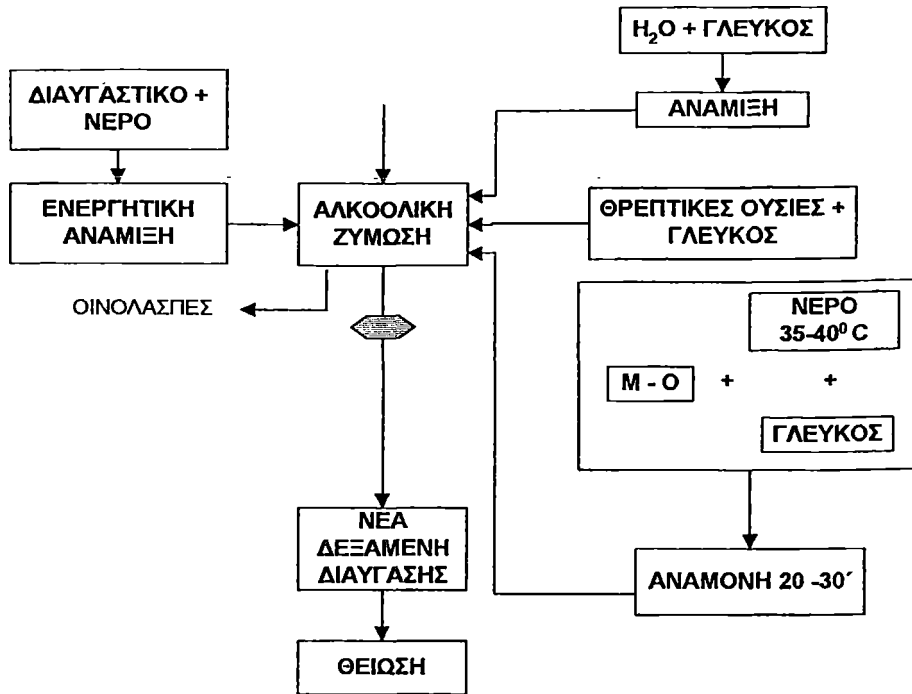 H₂O + ΓΛΕΥΚΟΣ
ΑΝΑΜΙΞΗ
ΔΙΑΥΓΑΣΤΙΚΟ +
ΝΕΡΟ
ΕΝΕΡΓΗΤΙΚΗ
ΑΝΑΜΙΞΗ
ΑΛΚΟΟΛΙΚΗ
ΖΥΜΩΣΗ
ΘΡΕΠΤΙΚΕΣ ΟΥΣΙΕΣ +
ΓΛΕΥΚΟΣ
ΟΙΝΟΛΑΣΠΕΣ
ΝΕΡΟ
35-40⁰ C
Μ - Ο + +
ΓΛΕΥΚΟΣ
ΝΕΑ
ΔΕΞΑΜΕΝΗ
ΔΙΑΥΓΑΣΗΣ
ΑΝΑΜΟΝΗ 20 -30΄
ΘΕΙΩΣΗ